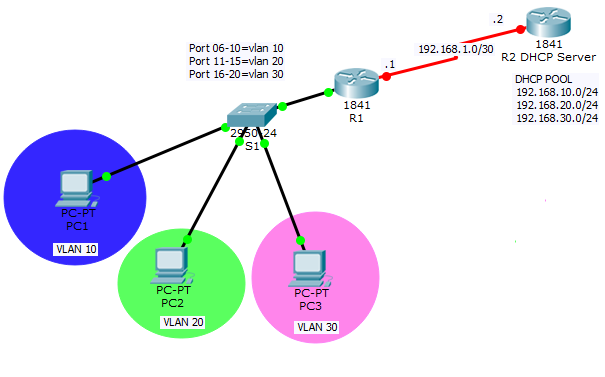 .2
192.168.1.0/30
1841
R2 DHCP Server
Port 06-10=vlan 10
Port 11-15=vlan 20
Port 16-20=vlan 30
.1
DHCP POOL
192.168.10.0/24
192.168.20.0/24
192.168.30.0/24
1841
R1
2950-24
S1
PC-PT
PC1
VLAN 10
PC-PT
PC2
VLAN 20
PC-PT
PC3
VLAN 30